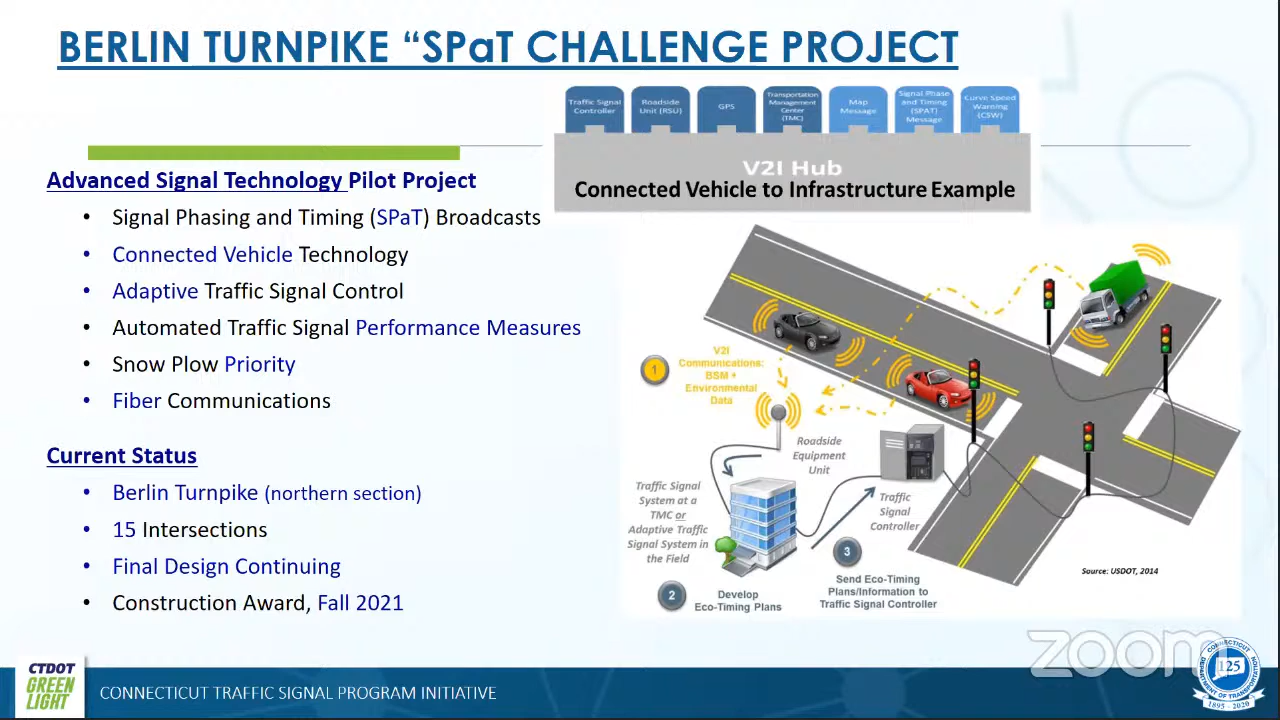 BERLIN TURNPIKE “SPaT CHALLENGE PROJECT
Traffic Signal
Controller
Roadside
Unit (RSU)
GPS
Transportation
Management
Center
(TMC)
Map
Message
Signal Phase
and Timing
(SPAT)
Message
Curve Speed
Warning
(CSW)
V2I Hub
Connected Vehicle to Infrastructure Example
Advanced Signal Technology Pilot Project
• Signal Phasing and Timing (SPaT) Broadcasts
• Connected Vehicle Technology
• Adaptive Traffic Signal Control
• Automated Traffic Signal Performance Measures
• Snow Plow Priority
• Fiber Communications
Current Status
• Berlin Turnpike (northern section)
• 15 Intersections
• Final Design Continuing
• Construction Award, Fall 2021
1
V2I
Communications:
BSM +
Environmental
Data
Roadside
Equipment
Unit
Traffic Signal
System at a
TMC or
Adaptive Traffic
Signal System in
the Field
Traffic
Signal
Controller
2
Develop
Eco-Timing Plans
3
Send Eco-Timing
Plans/Information to
Traffic Signal Controller
Source: USDOT, 2014
zoom
CTDOT
GREEN
LIGHT
CONNECTICUT TRAFFIC SIGNAL PROGRAM INITIATIVE
CONNECTICUT
125
DEPARTMENT OF TRANSPORTATION
1895 - 2020